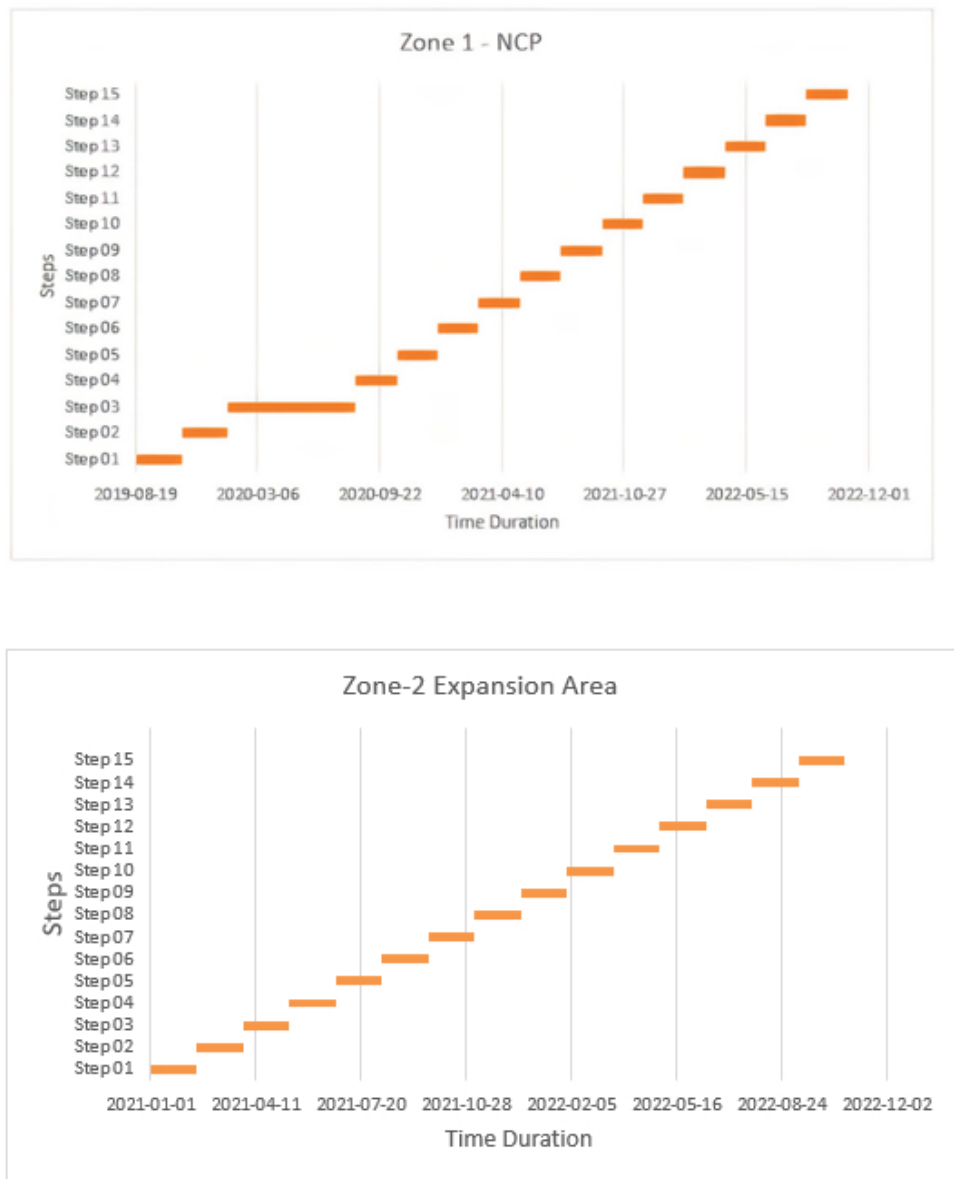 Zone 1 - NCP
Step 15
Step 14
Step 13
Step 12
Step 11
Step 10
Step 09
Step 08
Step 07
Step 06
Step 05
Step 04
Step 03
Step 02
Step 01
Steps
2019-08-19 2020-03-06 2020-09-22 2021-04-10 2021-10-27 2022-05-15 2022-12-01
Time Duration
Zone-2 Expansion Area
Step 15
Step 14
Step 13
Step 12
Step 11
Step 10
Step 09
Step 08
Step 07
Step 06
Step 05
Step 04
Step 03
Step 02
Step 01
Steps
2021-01-01 2021-04-11 2021-07-20 2021-10-28 2022-02-05 2022-05-16 2022-08-24 2022-12-02
Time Duration